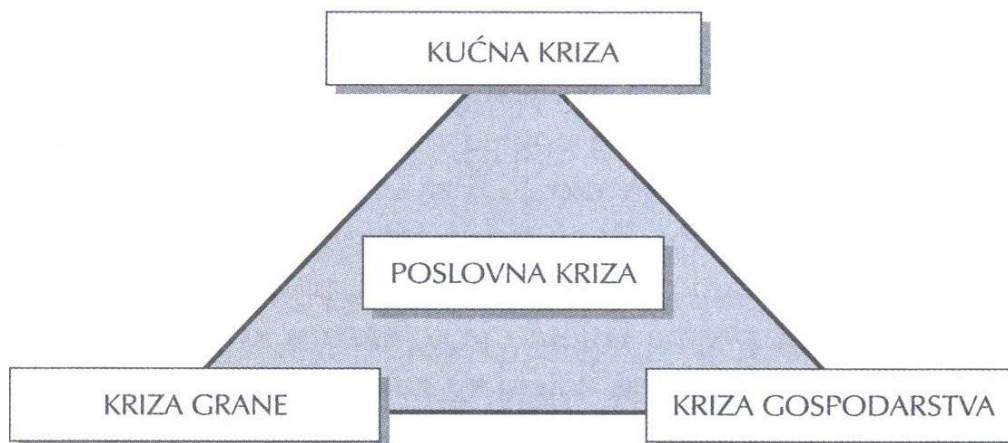 KUĆNA KRIZA
POSLOVNA KRIZA
KRIZA GRANE
KRIZA GOSPODARSTVA